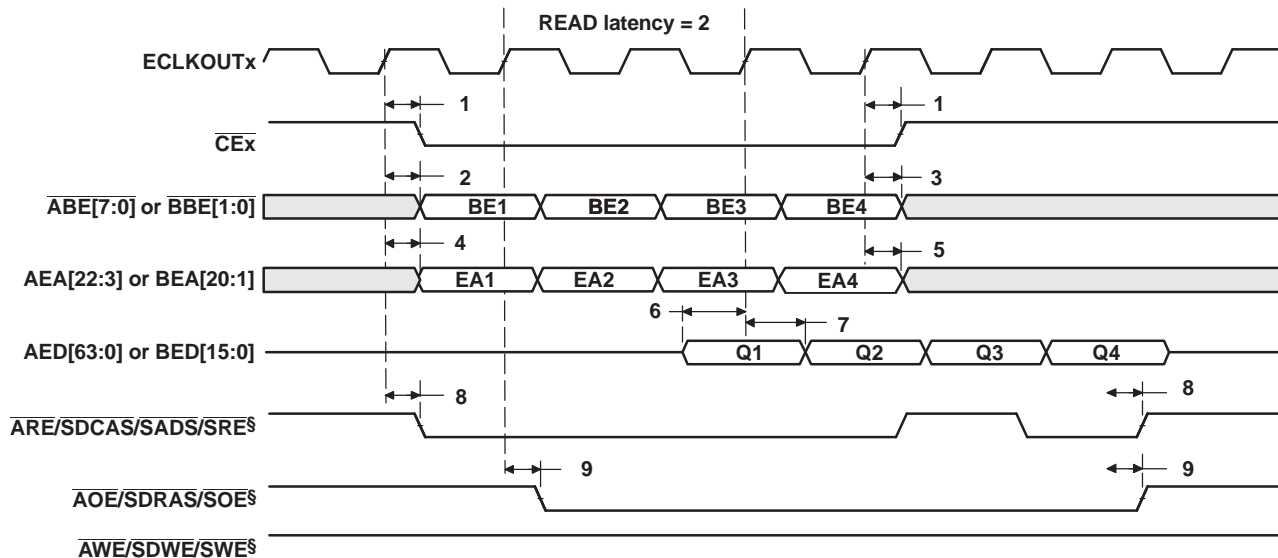 READ latency = 2
ECLKOUTx
1 1
CEx
2 3
ABE[7:0] or BBE[1:0] BE1 BE2 BE3 BE4
4 5
AEA[22:3] or BEA[20:1] EA1 EA2 EA3 EA4
6 7
AED[63:0] or BED[15:0] Q1 Q2 Q3 Q4
8 8
ARE/SDCAS/SADS/SRE§
9 9
AOE/SDRAS/SOE§
AWE/SDWE/SWE§